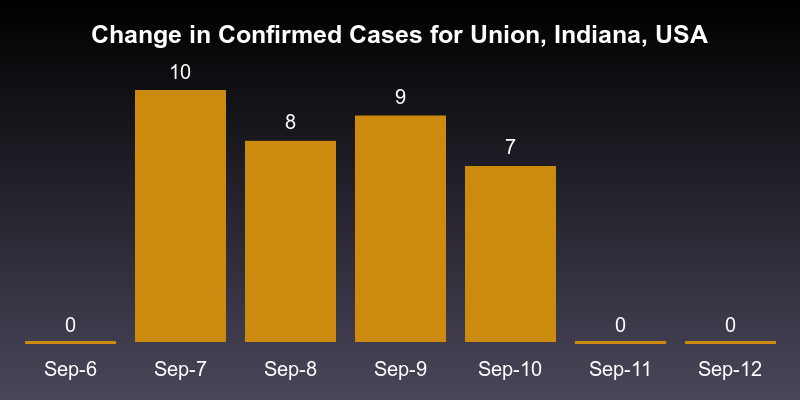 Change in Confirmed Cases for Union, Indiana, USA
10
9
8
7
0
0
0
Sep-6
Sep-7
Sep-8
Sep-9
Sep-10
Sep-11
Sep-12